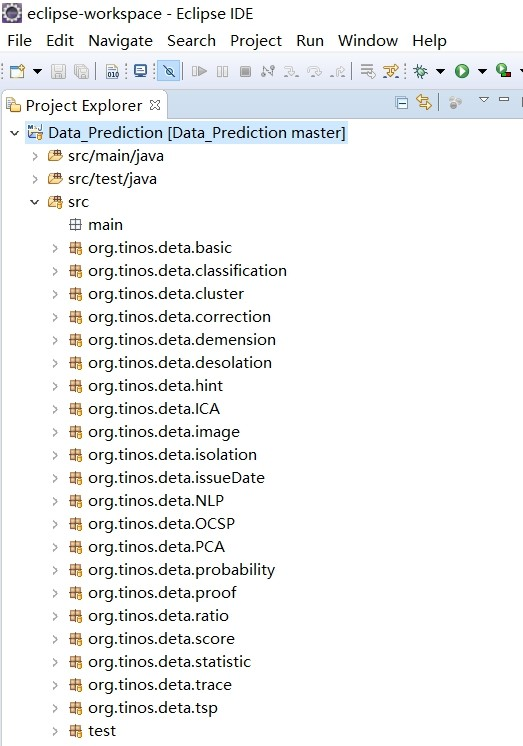 eclipse-workspace - Eclipse IDE
File Edit Navigate Search Project Run Window Help
010
Project Explorer
Data_Prediction [Data_Prediction master]
src/main/java
src/test/java
src
main
org.tinos.deta.basic
org.tinos.deta.classification
org.tinos.deta.cluster
org.tinos.deta.correction
org.tinos.deta.demension
org.tinos.deta.desolation
org.tinos.deta.hint
org.tinos.deta.ICA
org.tinos.deta.image
org.tinos.deta.isolation
org.tinos.deta.issueDate
org.tinos.deta.NLP
org.tinos.deta.OCSP
org.tinos.deta.PCA
org.tinos.deta.probability
org.tinos.deta.proof
org.tinos.deta.ratio
org.tinos.deta.score
org.tinos.deta.statistic
org.tinos.deta.trace
org.tinos.deta.tsp
test